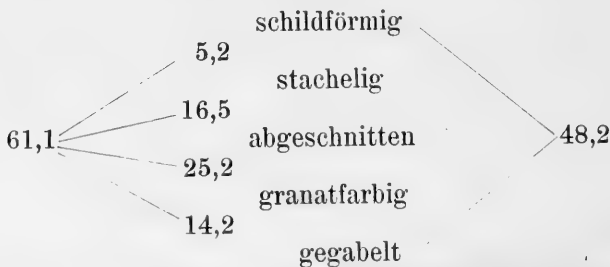 schildförmig
5,2
stachelig
16,5
61,1 abgeschnitten 48,2
25,2
granatfarbig
14,2
gegabelt